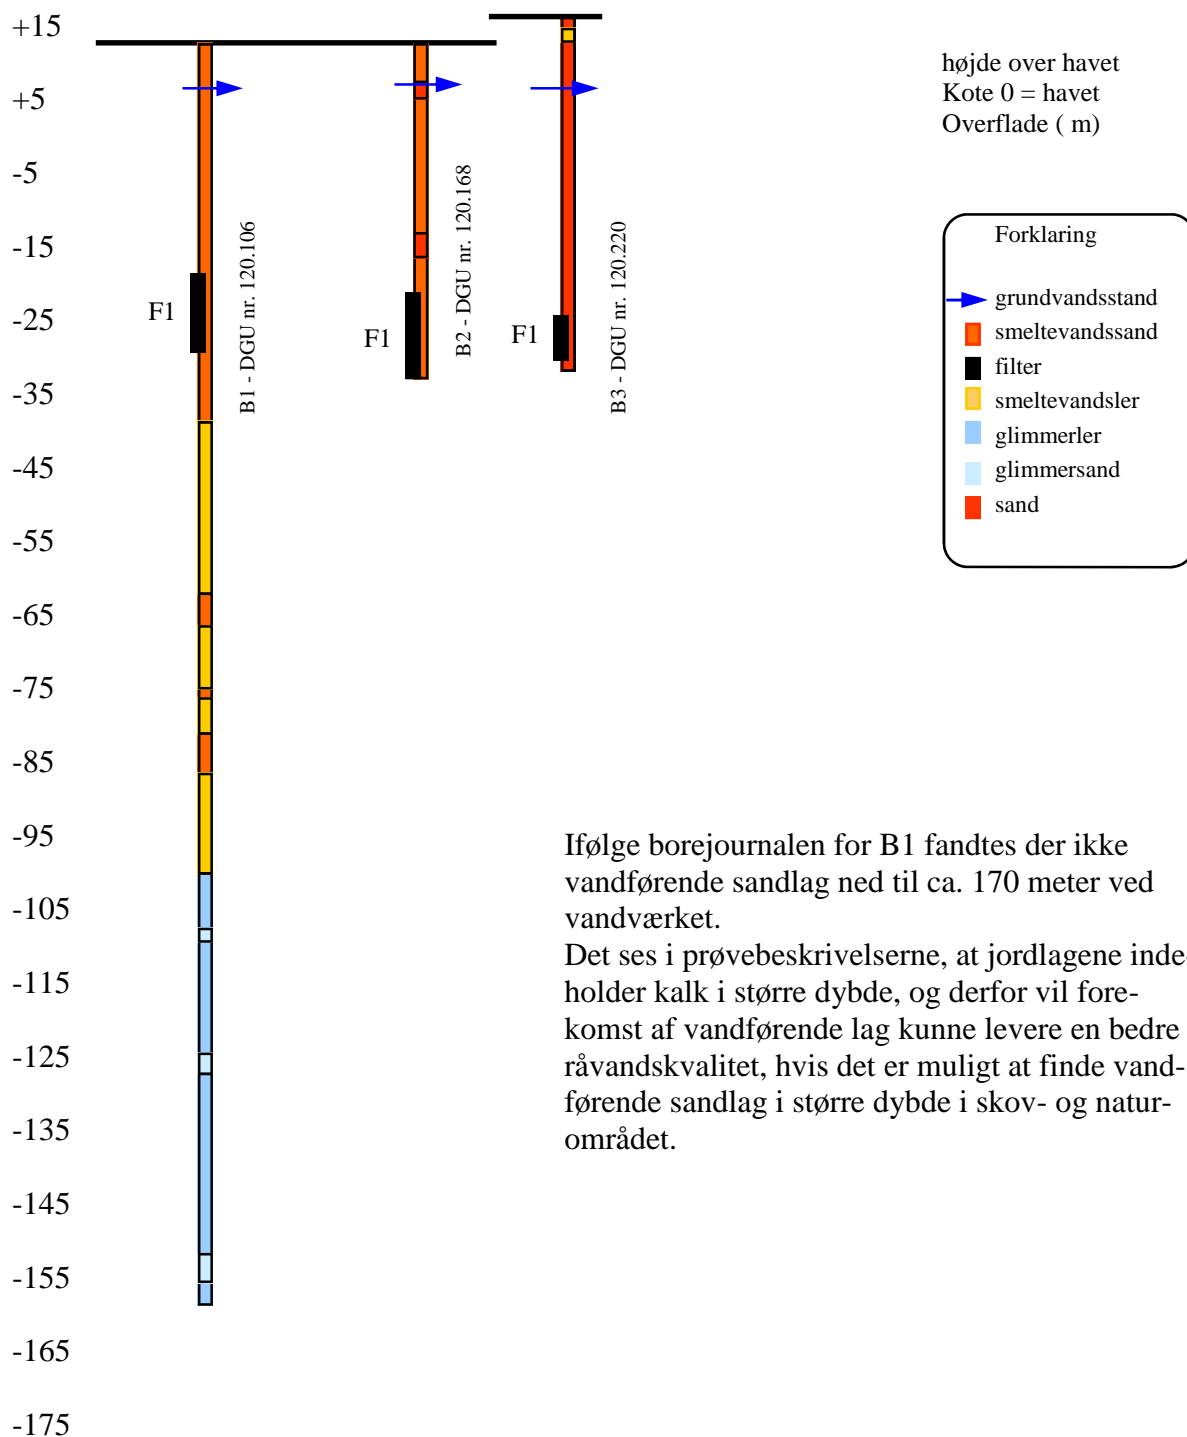 +15
+5
-5
-15
-25
-35
-45
-55
-65
-75
-85
-95
-105
-115
-125
-135
-145
-155
-165
-175
F1
B1 - DGU nr. 120.106
F1
B2 - DGU nr. 120.168
F1
B3 - DGU nr. 120.220
højde over havet
Kote 0 = havet
Overflade ( m)
Forklaring
grundvandsstand
smeltevandssand
filter
smeltevandsler
glimmerler
glimmersand
sand
Ifølge borejournalen for B1 fandtes der ikke
vandførende sandlag ned til ca. 170 meter ved
vandværket.
Det ses i prøvebeskrivelserne, at jordlagene inde-
holder kalk i større dybde, og derfor vil fore-
komst af vandførende lag kunne levere en bedre
råvandskvalitet, hvis det er muligt at finde vand-
førende sandlag i større dybde i skov- og natur-
området.